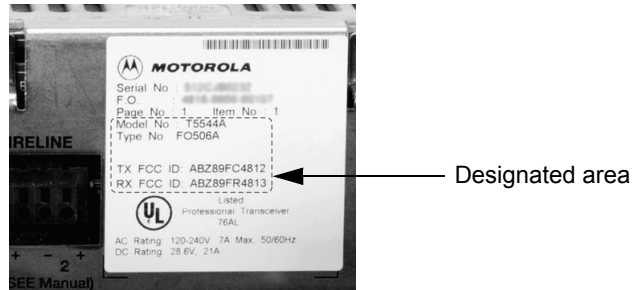 MOTOROLA
Serial No :
F.O. :
Page No : 1 Item No : 1
Model No : T5544A
Type No FO506A
TX FCC ID: ABZ89FC4812
RX FCC ID: ABZ89FR4813
Designated area
UL
Listed
Professional Transceiver
76AL
AC Rating: 120-240V 7A Max, 50/60Hz
DC Rating: 28.6V, 21A
IRELINE
- + - +
2
SEE Manual)